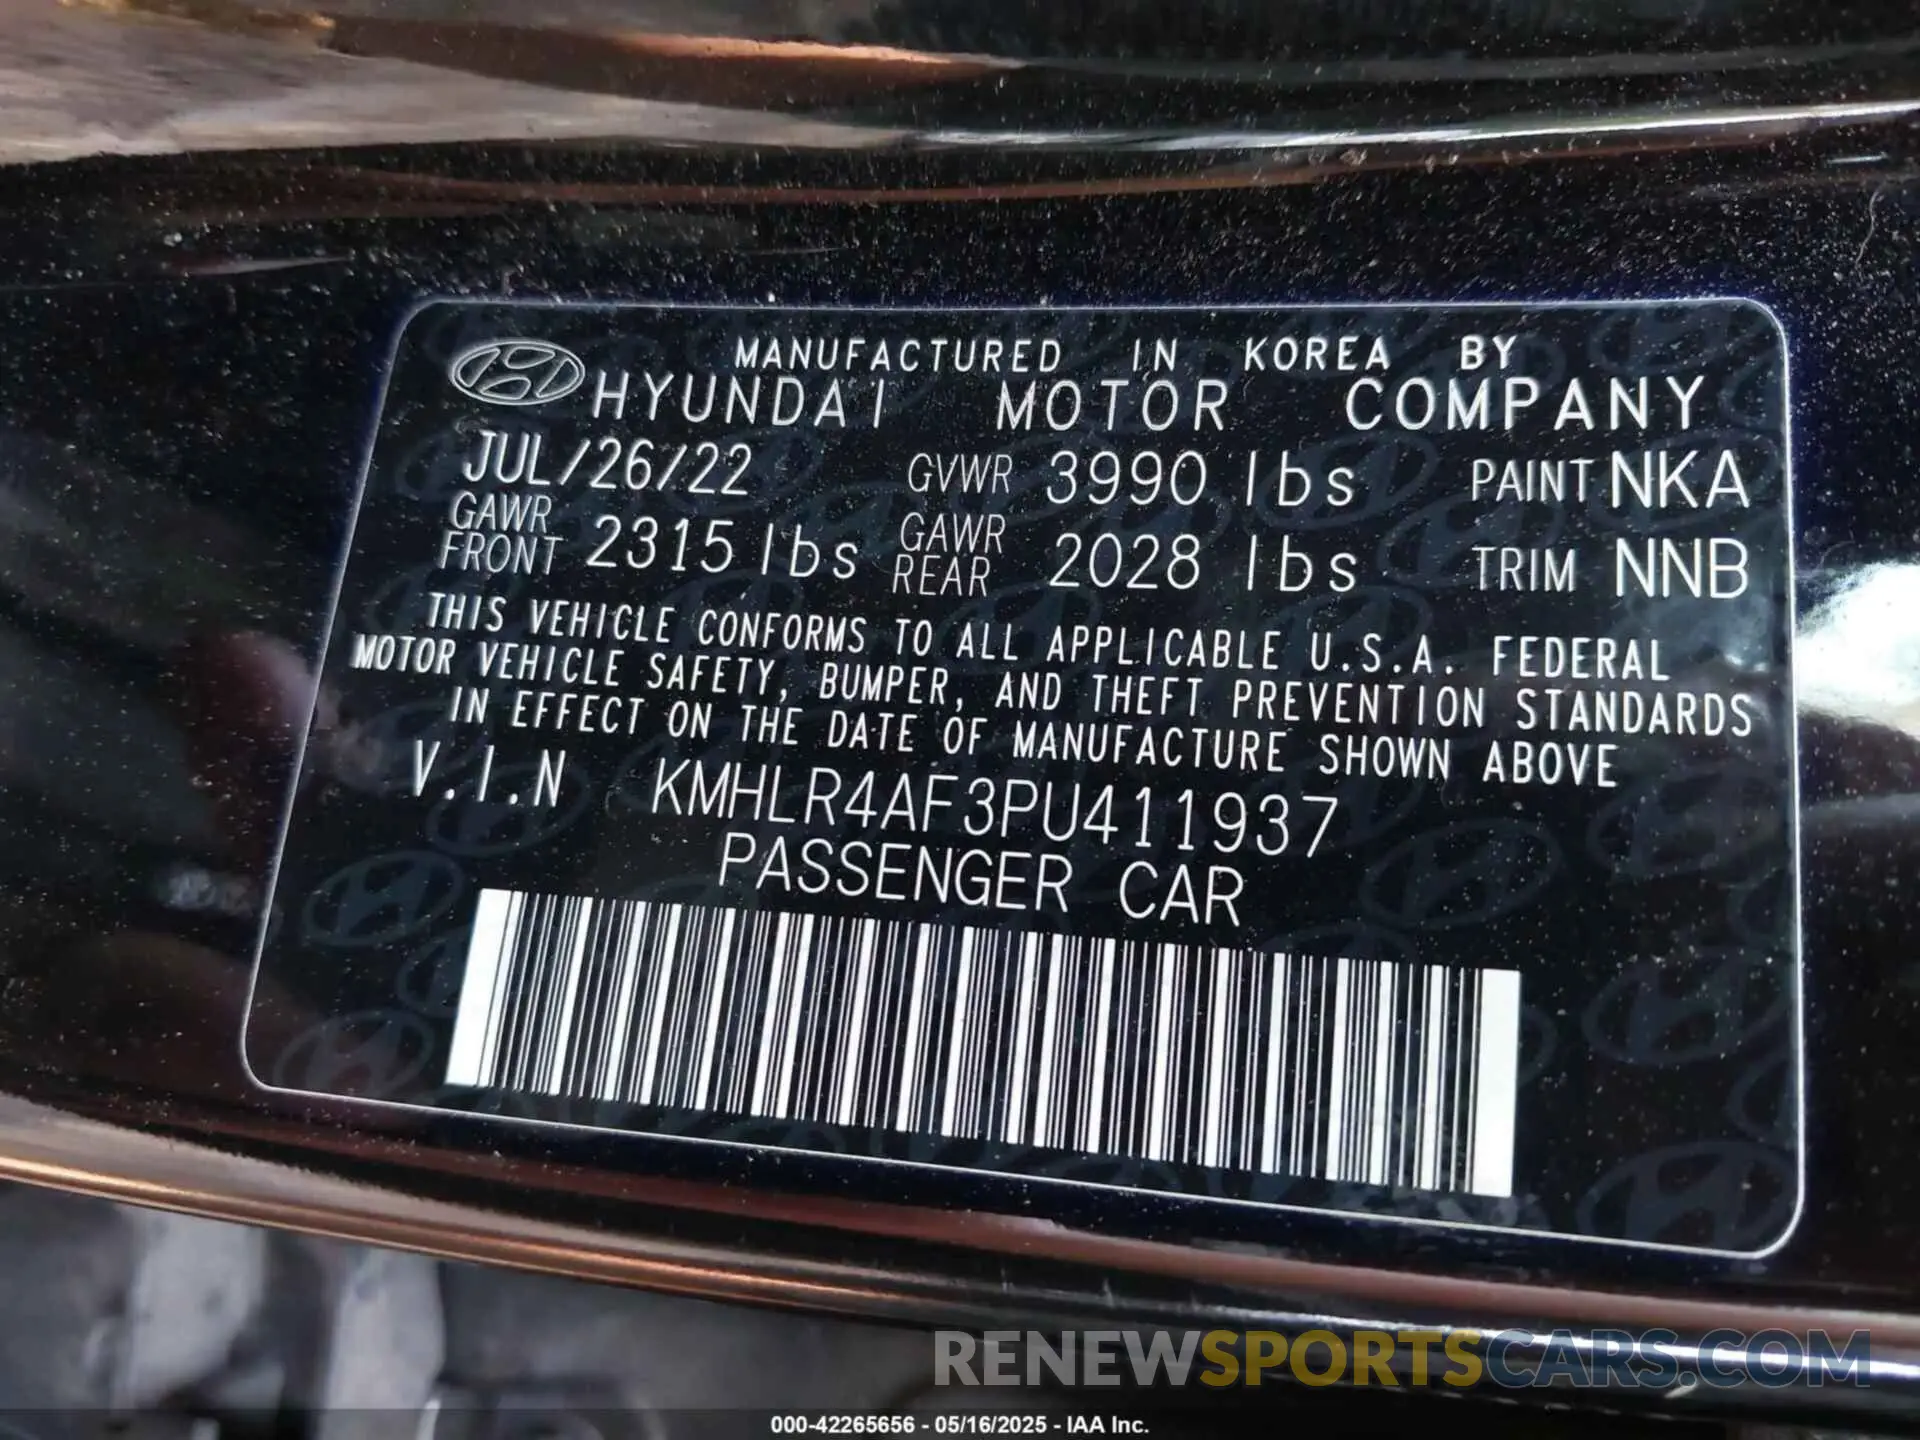 MANUFACTURED IN KOREA BY
HYUNDAI MOTOR COMPANY
JUL/26/22 GVWR 3990 lbs PAINT NKA
GAWR FRONT 2315 lbs GAWR REAR 2028 lbs TRIM NNB
THIS VEHICLE CONFORMS TO ALL APPLICABLE U.S.A. FEDERAL
MOTOR VEHICLE SAFETY, BUMPER, AND THEFT PREVENTION STANDARDS
IN EFFECT ON THE DATE OF MANUFACTURE SHOWN ABOVE
V.I.N KMHLR4AF3PU411937
PASSENGER CAR
RENEWSPORTSCARS.COM
000-42265656 - 05/16/2025 - IAA Inc.